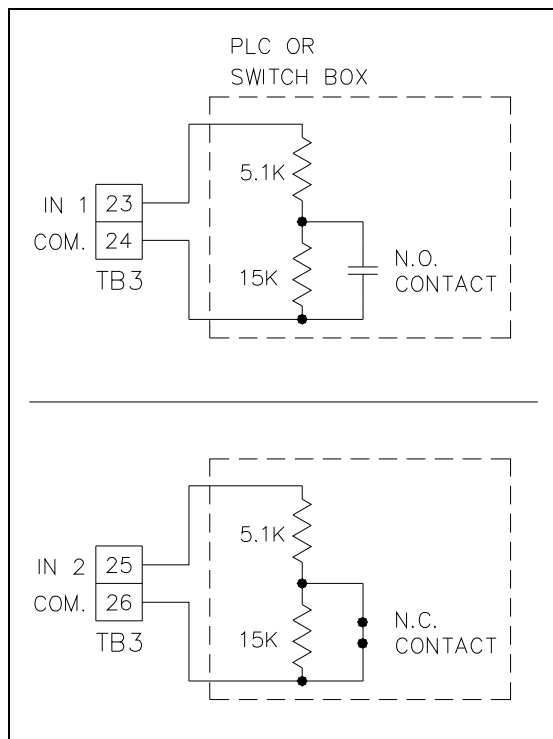 PLC OR
SWITCH BOX
5.1K
IN 1 23
COM. 24
TB3
15K
N.O.
CONTACT
5.1K
IN 2 25
COM. 26
TB3
15K
N.C.
CONTACT